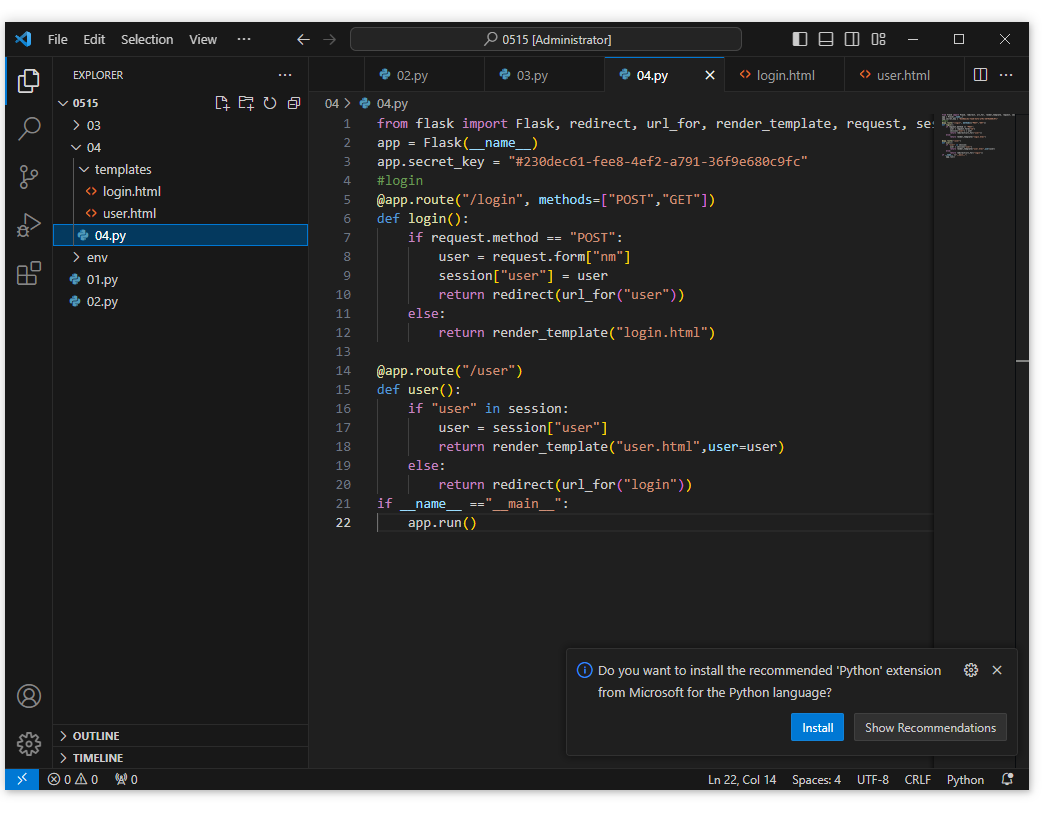 File Edit Selection View ··· 0515 [Administrator]
EXPLORER ···
02.py 03.py 04.py login.html user.html ···
0515
03
04
templates
login.html
user.html
04.py
env
01.py
02.py
OUTLINE
TIMELINE
04 > 04.py
1 from flask import Flask, redirect, url_for, render_template, request, ses
2 app = Flask(__name__)
3 app.secret_key = "#230dec61-fee8-4ef2-a791-36f9e680c9fc"
4 #login
5 @app.route("/login", methods=["POST","GET"])
6 def login():
7 if request.method == "POST":
8 user = request.form["nm"]
9 session["user"] = user
10 return redirect(url_for("user"))
11 else:
12 return render_template("login.html")
13
14 @app.route("/user")
15 def user():
16 if "user" in session:
17 user = session["user"]
18 return render_template("user.html",user=user)
19 else:
20 return redirect(url_for("login"))
21 if __name__ =="__main__":
22 app.run()
Do you want to install the recommended 'Python' extension
from Microsoft for the Python language?
Install Show Recommendations
0 0 0 Ln 22, Col 14 Spaces: 4 UTF-8 CRLF Python